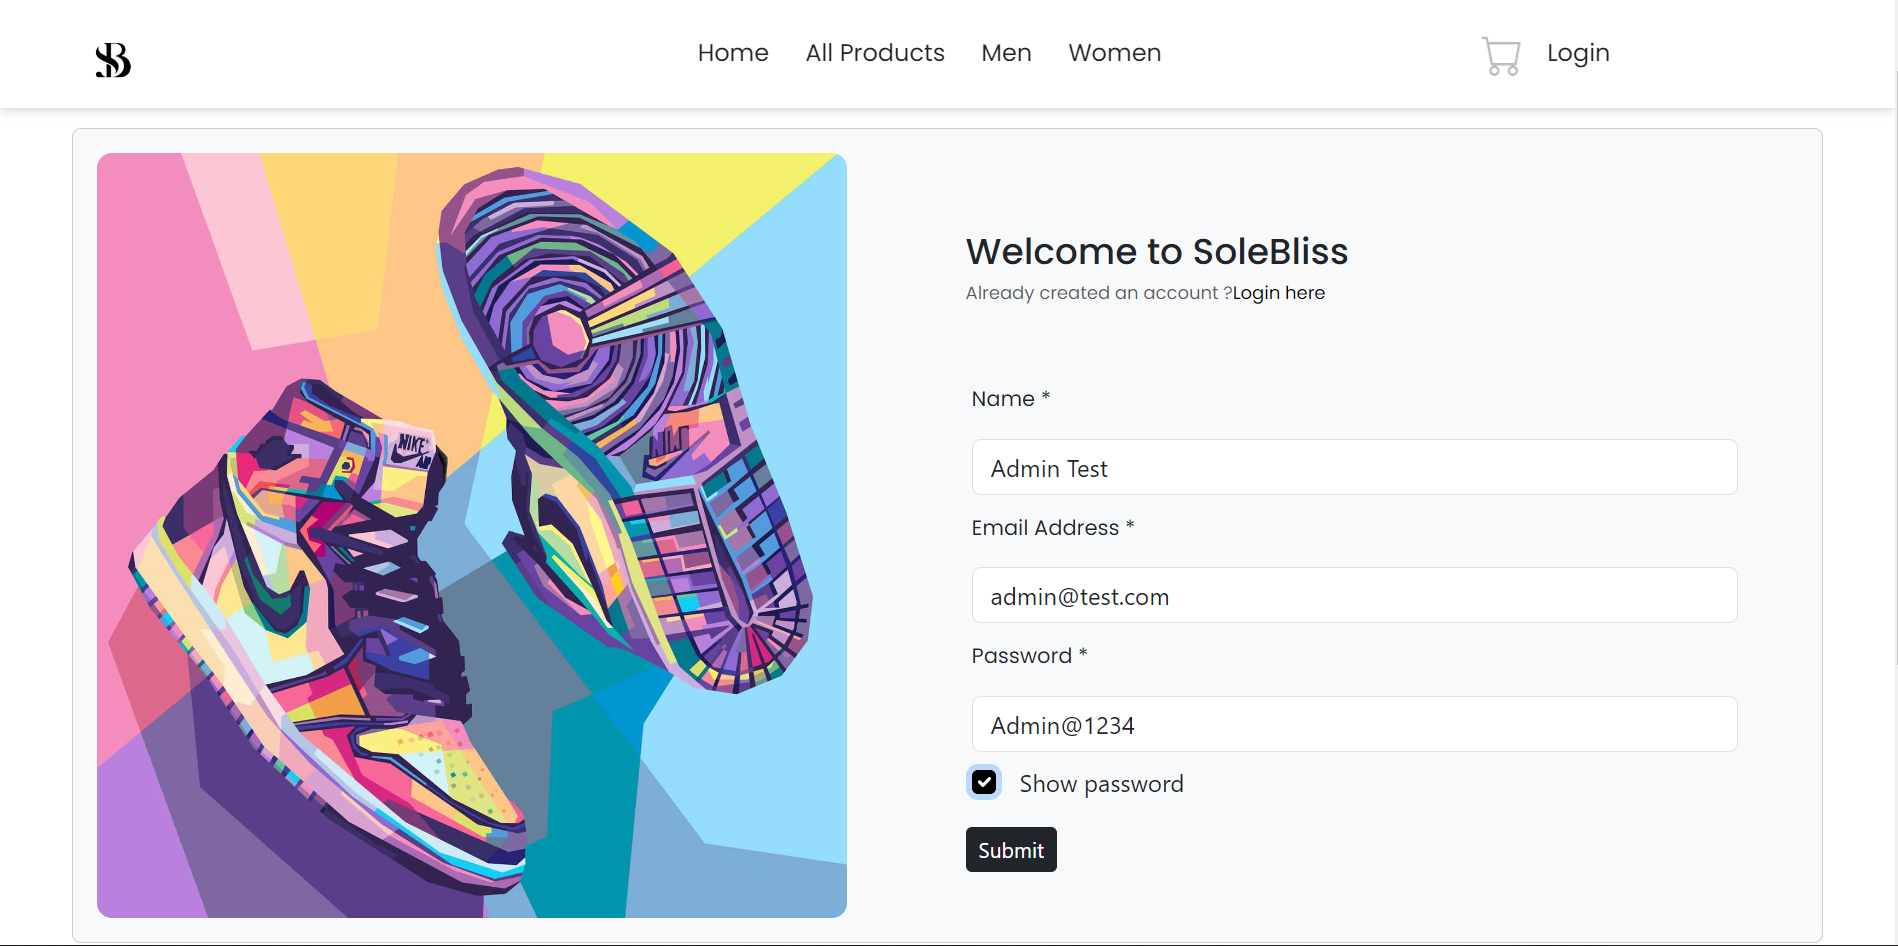 SB
Home All Products Men Women Login
Welcome to SoleBliss
Already created an account ?Login here
Name *
Admin Test
Email Address *
admin@test.com
Password *
Admin@1234
Show password
Submit
NIKE
AIR